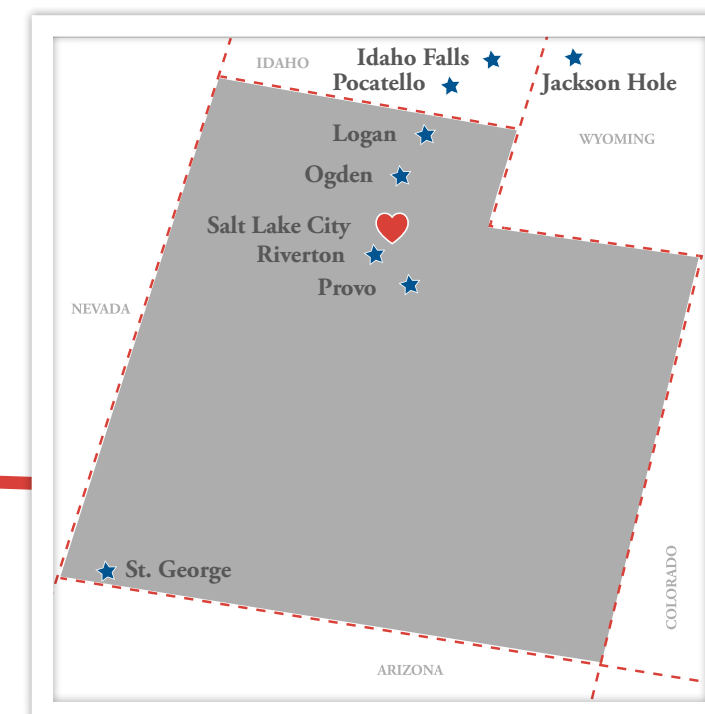 IDAHO
Idaho Falls
Pocatello
Jackson Hole
Logan
WYOMING
Ogden
Salt Lake City
Riverton
Provo
NEVADA
St. George
COLORADO
ARIZONA